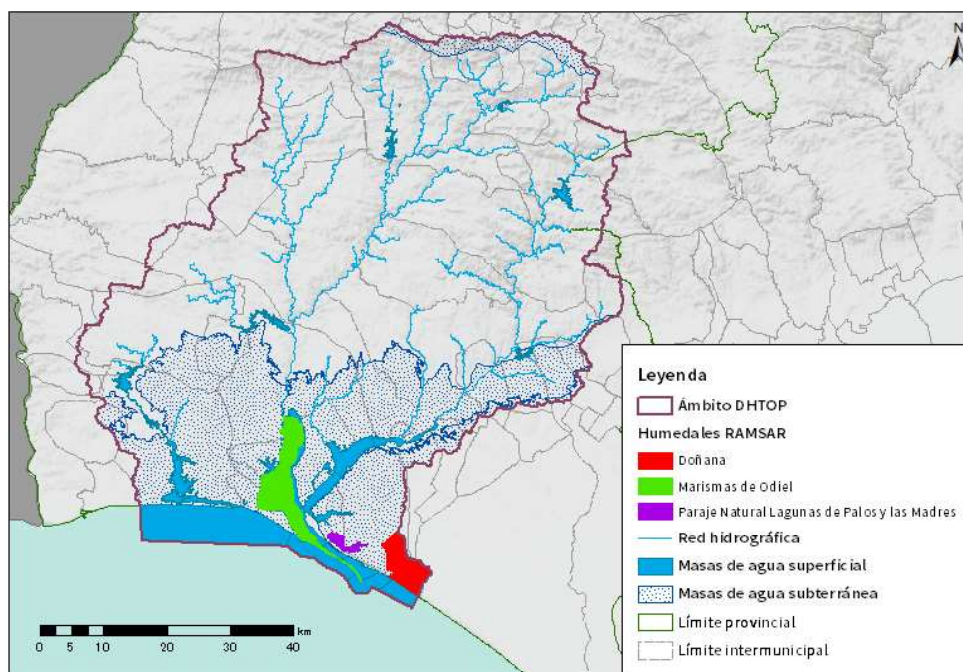 N
Leyenda
Ámbito DHTOP
Humedales RAMSAR
Doñana
Marismas de Odiel
Paraje Natural Lagunas de Palos y las Madres
Red hidrográfica
Masas de agua superficial
Masas de agua subterránea
Límite provincial
Límite intermunicipal
km
0 5 10 20 30 40